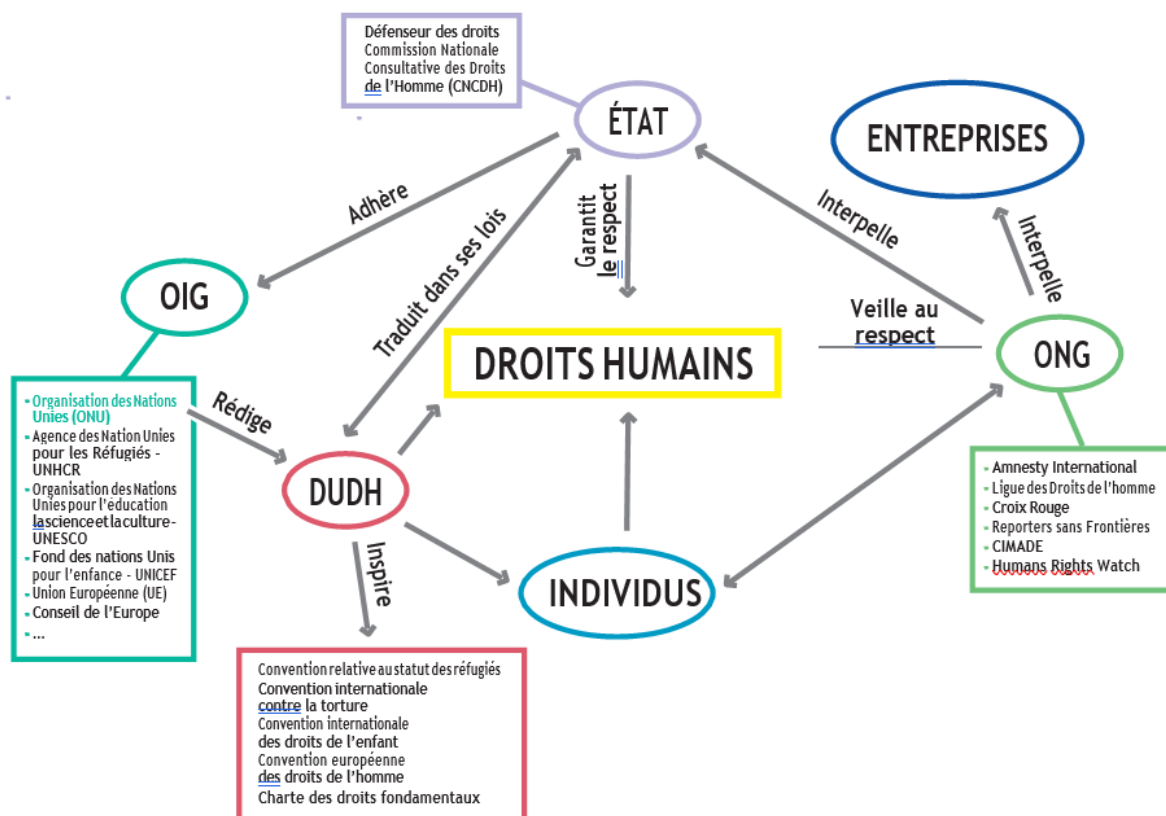 Défenseur des droits
Commission Nationale
Consultative des Droits
de l'Homme (CNCDH)
ÉTAT
ENTREPRISES
Adhère
Traduit dans ses lois
Garantit
le respect
Interpelle
Interpelle
OIG
Veille au
respect
ONG
DROITS HUMAINS
- Organisation des Nations
Unies (ONU)
- Agence des Nation Unies
pour les Réfugiés -
UNHCR
- Organisation des Nations
Unies pour l'éducation
la science et la culture -
UNESCO
- Fond des nations Unis
pour l'enfance - UNICEF
- Union Européenne (UE)
- Conseil de l'Europe
- ...
Rédige
DUDH
Inspire
INDIVIDUS
- Amnesty International
- Ligue des Droits de l'homme
- Croix Rouge
- Reporters sans Frontières
- CIMADE
- Humans Rights Watch
Convention relative au statut des réfugiés
Convention internationale
contre la torture
Convention internationale
des droits de l'enfant
Convention européenne
des droits de l'homme
Charte des droits fondamentaux